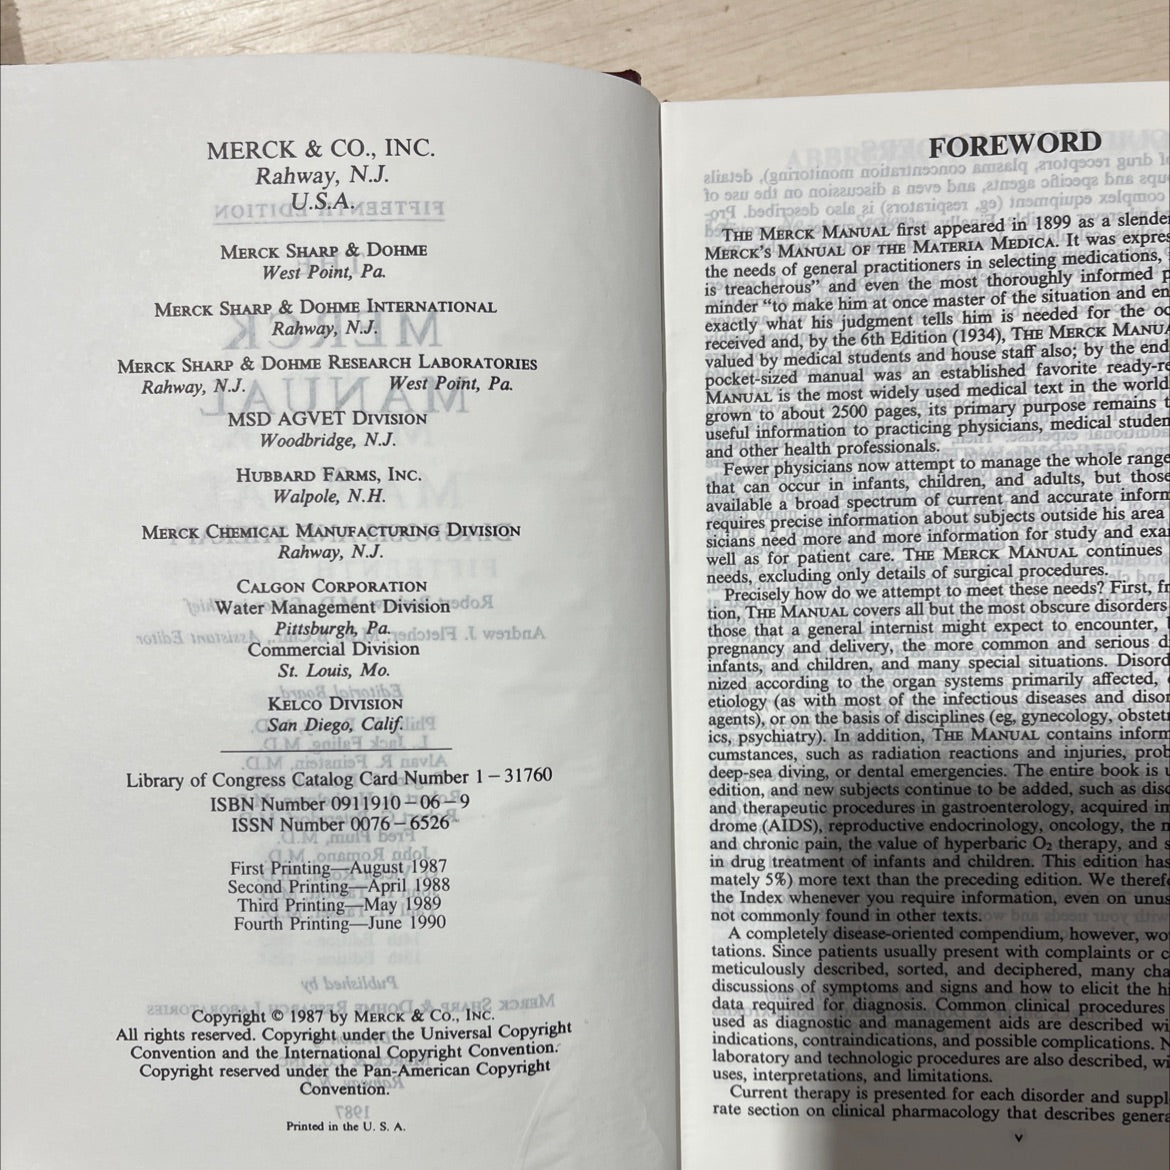 MERCK & CO., INC.
Rahway, N.J.
U.S.A.
MERCK SHARP & DOHME
West Point, Pa.
MERCK SHARP & DOHME INTERNATIONAL
Rahway, N.J.
MERCK SHARP & DOHME RESEARCH LABORATORIES
Rahway, N.J. West Point, Pa.
MSD AGVET DIVISION
Woodbridge, N.J.
HUBBARD FARMS, INC.
Walpole, N.H.
MERCK CHEMICAL MANUFACTURING DIVISION
Rahway, N.J.
CALGON CORPORATION
Water Management Division
Pittsburgh, Pa.
Commercial Division
St. Louis, Mo.
KELCO DIVISION
San Diego, Calif.
Library of Congress Catalog Card Number 1–31760
ISBN Number 0911910–06–9
ISSN Number 0076–6526
First Printing—August 1987
Second Printing—April 1988
Third Printing—May 1989
Fourth Printing—June 1990
Copyright © 1987 by MERCK & CO., INC.
All rights reserved. Copyright under the Universal Copyright
Convention and the International Copyright Convention.
Copyright reserved under the Pan-American Copyright
Convention.
Printed in the U. S. A.
FOREWORD
THE MERCK MANUAL first appeared in 1899 as a slender
MERCK'S MANUAL OF THE MATERIA MEDICA. It was expres
the needs of general practitioners in selecting medications,
is treacherous" and even the most thoroughly informed p
minder "to make him at once master of the situation and en
exactly what his judgment tells him is needed for the oc
received and, by the 6th Edition (1934), THE MERCK MANUA
valued by medical students and house staff also; by the end
pocket-sized manual was an established favorite ready-re
MANUAL is the most widely used medical text in the world
grown to about 2500 pages, its primary purpose remains t
useful information to practicing physicians, medical studen
and other health professionals.
Fewer physicians now attempt to manage the whole range
that can occur in infants, children, and adults, but those
available a broad spectrum of current and accurate inform
requires precise information about subjects outside his area
sicians need more and more information for study and exa
well as for patient care. THE MERCK MANUAL continues
needs, excluding only details of surgical procedures.
Precisely how do we attempt to meet these needs? First, fr
tion, THE MANUAL covers all but the most obscure disorders
those that a general internist might expect to encounter,
pregnancy and delivery, the more common and serious d
infants, and children, and many special situations. Disord
nized according to the organ systems primarily affected,
etiology (as with most of the infectious diseases and disor
agents), or on the basis of disciplines (eg, gynecology, obstet
ics, psychiatry). In addition, THE MANUAL contains inform
cumstances, such as radiation reactions and injuries, prob
deep-sea diving, or dental emergencies. The entire book is u
edition, and new subjects continue to be added, such as disc
and therapeutic procedures in gastroenterology, acquired im
drome (AIDS), reproductive endocrinology, oncology, the m
and chronic pain, the value of hyperbaric O₂ therapy, and s
in drug treatment of infants and children. This edition has
mately 5%) more text than the preceding edition. We therefo
the Index whenever you require information, even on unus
not commonly found in other texts.
A completely disease-oriented compendium, however, wo
tations. Since patients usually present with complaints or c
meticulously described, sorted, and deciphered, many cha
discussions of symptoms and signs and how to elicit the hi
data required for diagnosis. Common clinical procedures
used as diagnostic and management aids are described wi
indications, contraindications, and possible complications. N
laboratory and technologic procedures are also described, wi
uses, interpretations, and limitations.
Current therapy is presented for each disorder and suppl
rate section on clinical pharmacology that describes genera
v